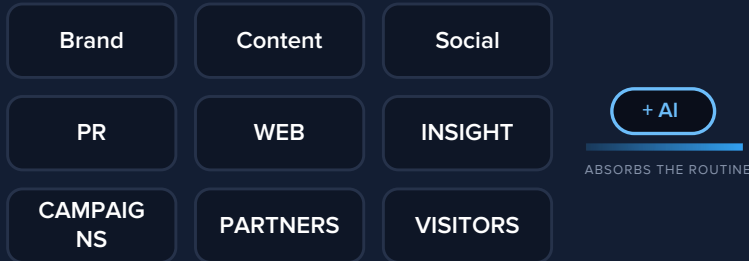 Brand
Content
Social
PR
WEB
INSIGHT
+ AI
ABSORBS THE ROUTINE
CAMPAIG
NS
PARTNERS
VISITORS